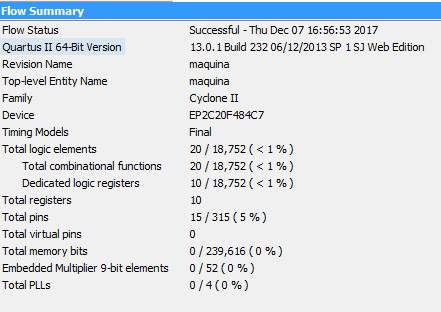 Flow Summary
Flow Status Successful - Thu Dec 07 16:56:53 2017
Quartus II 64-Bit Version 13.0.1 Build 232 06/12/2013 SP 1 SJ Web Edition
Revision Name maquina
Top-level Entity Name maquina
Family Cyclone II
Device EP2C20F484C7
Timing Models Final
Total logic elements 20 / 18,752 ( < 1 % )
Total combinational functions 20 / 18,752 ( < 1 % )
Dedicated logic registers 10 / 18,752 ( < 1 % )
Total registers 10
Total pins 15 / 315 ( 5 % )
Total virtual pins 0
Total memory bits 0 / 239,616 ( 0 % )
Embedded Multiplier 9-bit elements 0 / 52 ( 0 % )
Total PLLs 0 / 4 ( 0 % )